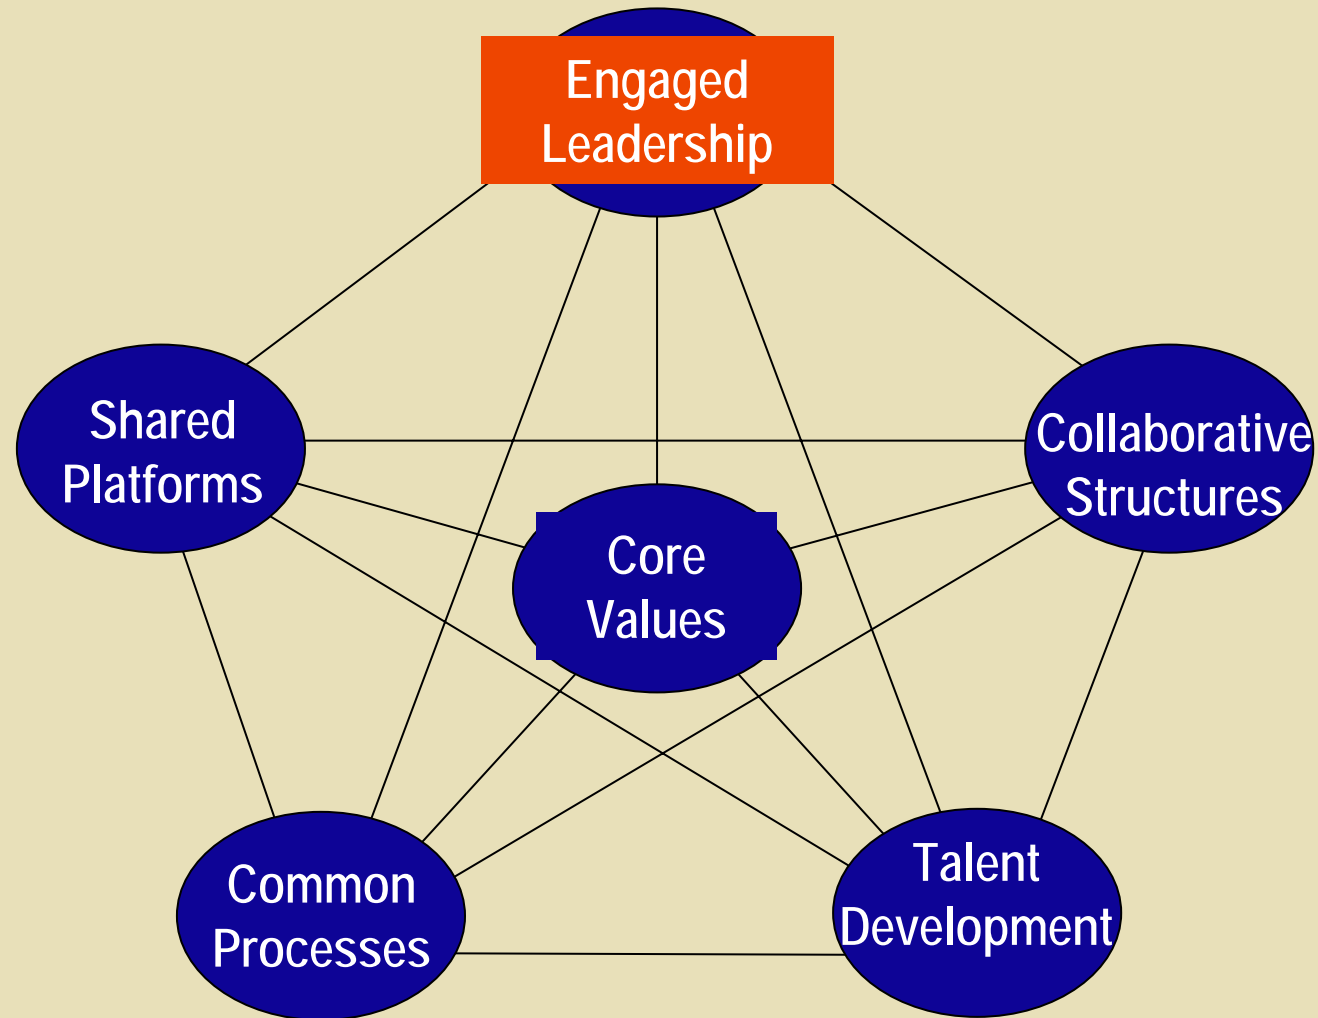 Engaged
Leadership
Shared
Platforms
Collaborative
Structures
Core
Values
Common
Processes
Talent
Development